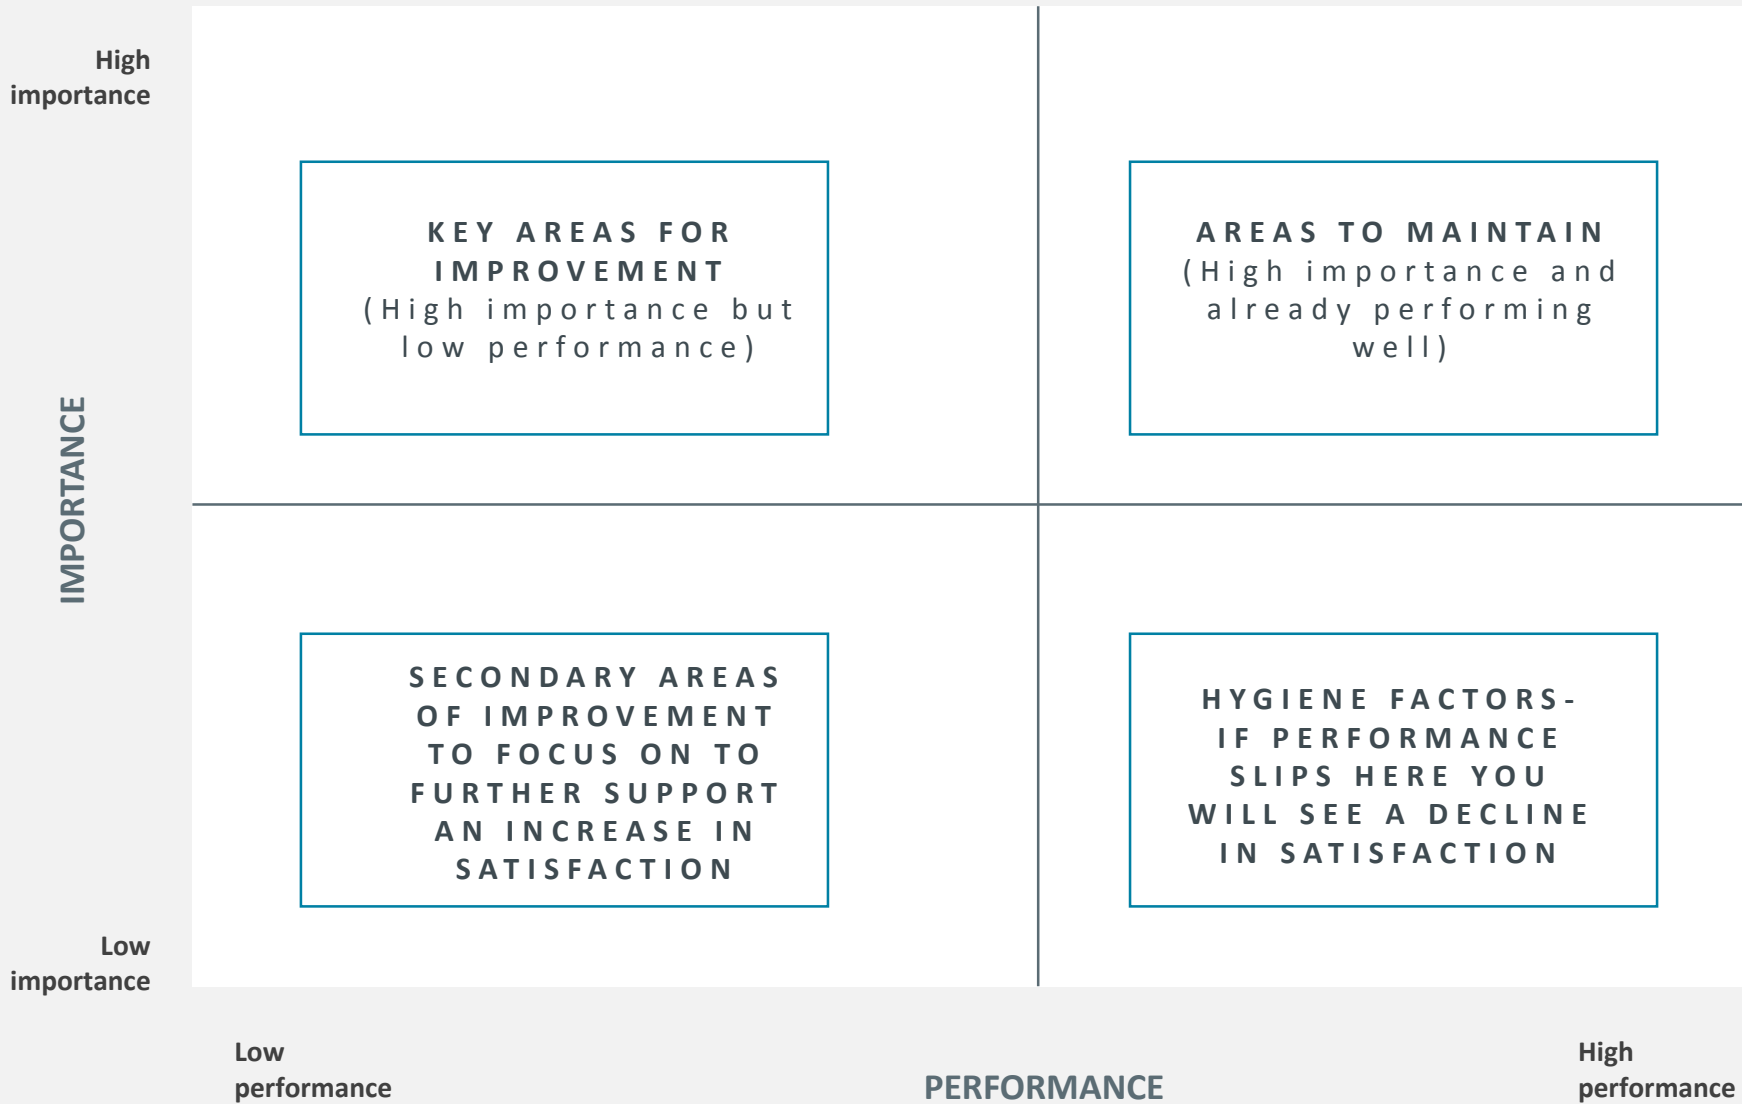 High
importance
KEY AREAS FOR
IMPROVEMENT
(High importance but
low performance)
AREAS TO MAINTAIN
(High importance and
already performing
well)
IMPORTANCE
SECONDARY AREAS
OF IMPROVEMENT
TO FOCUS ON TO
FURTHER SUPPORT
AN INCREASE IN
SATISFACTION
HYGIENE FACTORS-
IF PERFORMANCE
SLIPS HERE YOU
WILL SEE A DECLINE
IN SATISFACTION
Low
importance
Low
performance
PERFORMANCE
High
performance